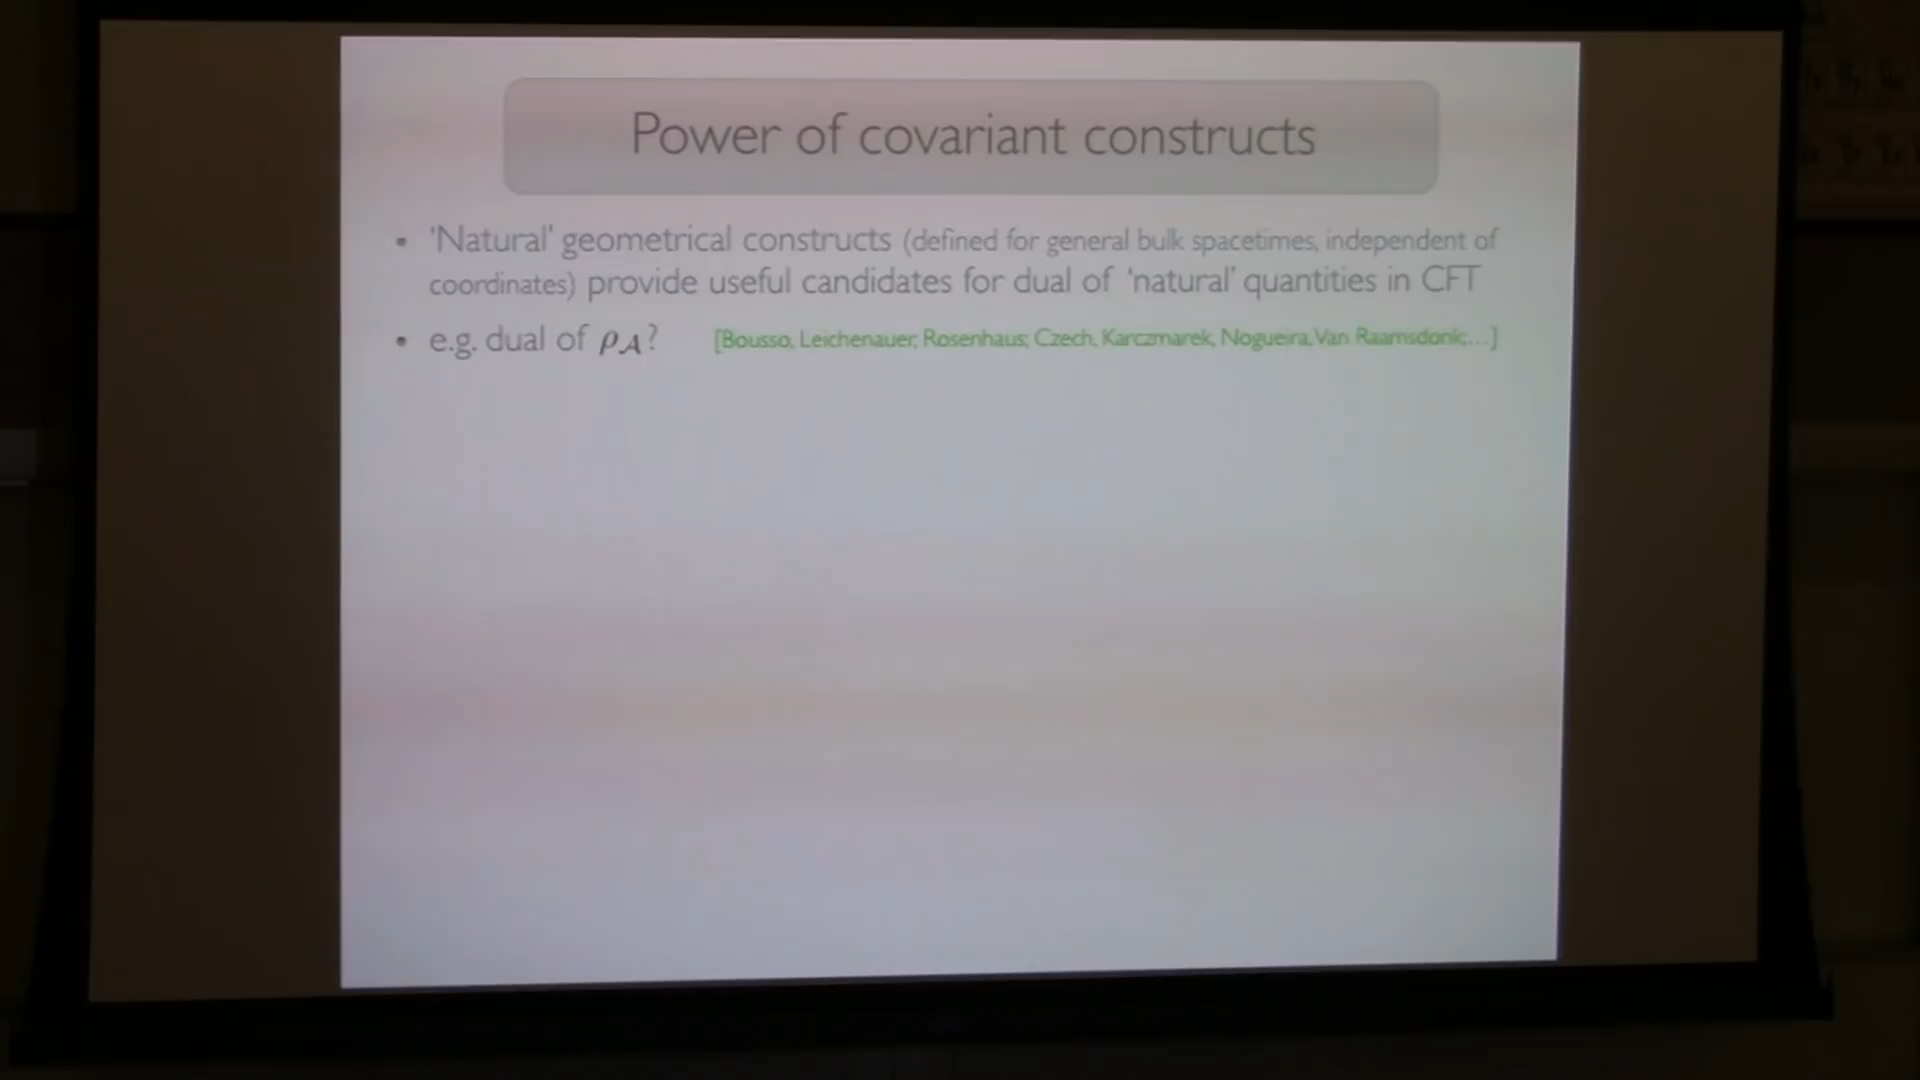 Power of covariant constructs
• 'Natural' geometrical constructs (defined for general bulk spacetimes, independent of
coordinates) provide useful candidates for dual of 'natural' quantities in CFT
• e.g. dual of ρ_A? [Bousso, Leichenauer, Rosenhaus; Czech, Karczmarek, Nogueira, Van Raamsdonk;...]